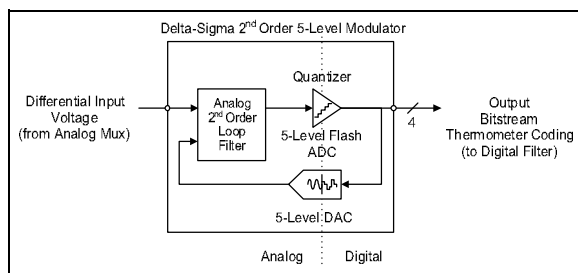 Delta-Sigma 2nd Order 5-Level Modulator
Differential Input
Voltage
(from Analog Mux)
Analog
2nd Order
Loop
Filter
Quantizer
5-Level Flash
ADC
4
Output
Bitstream
Thermometer Coding
(to Digital Filter)
5-Level DAC
Analog
Digital